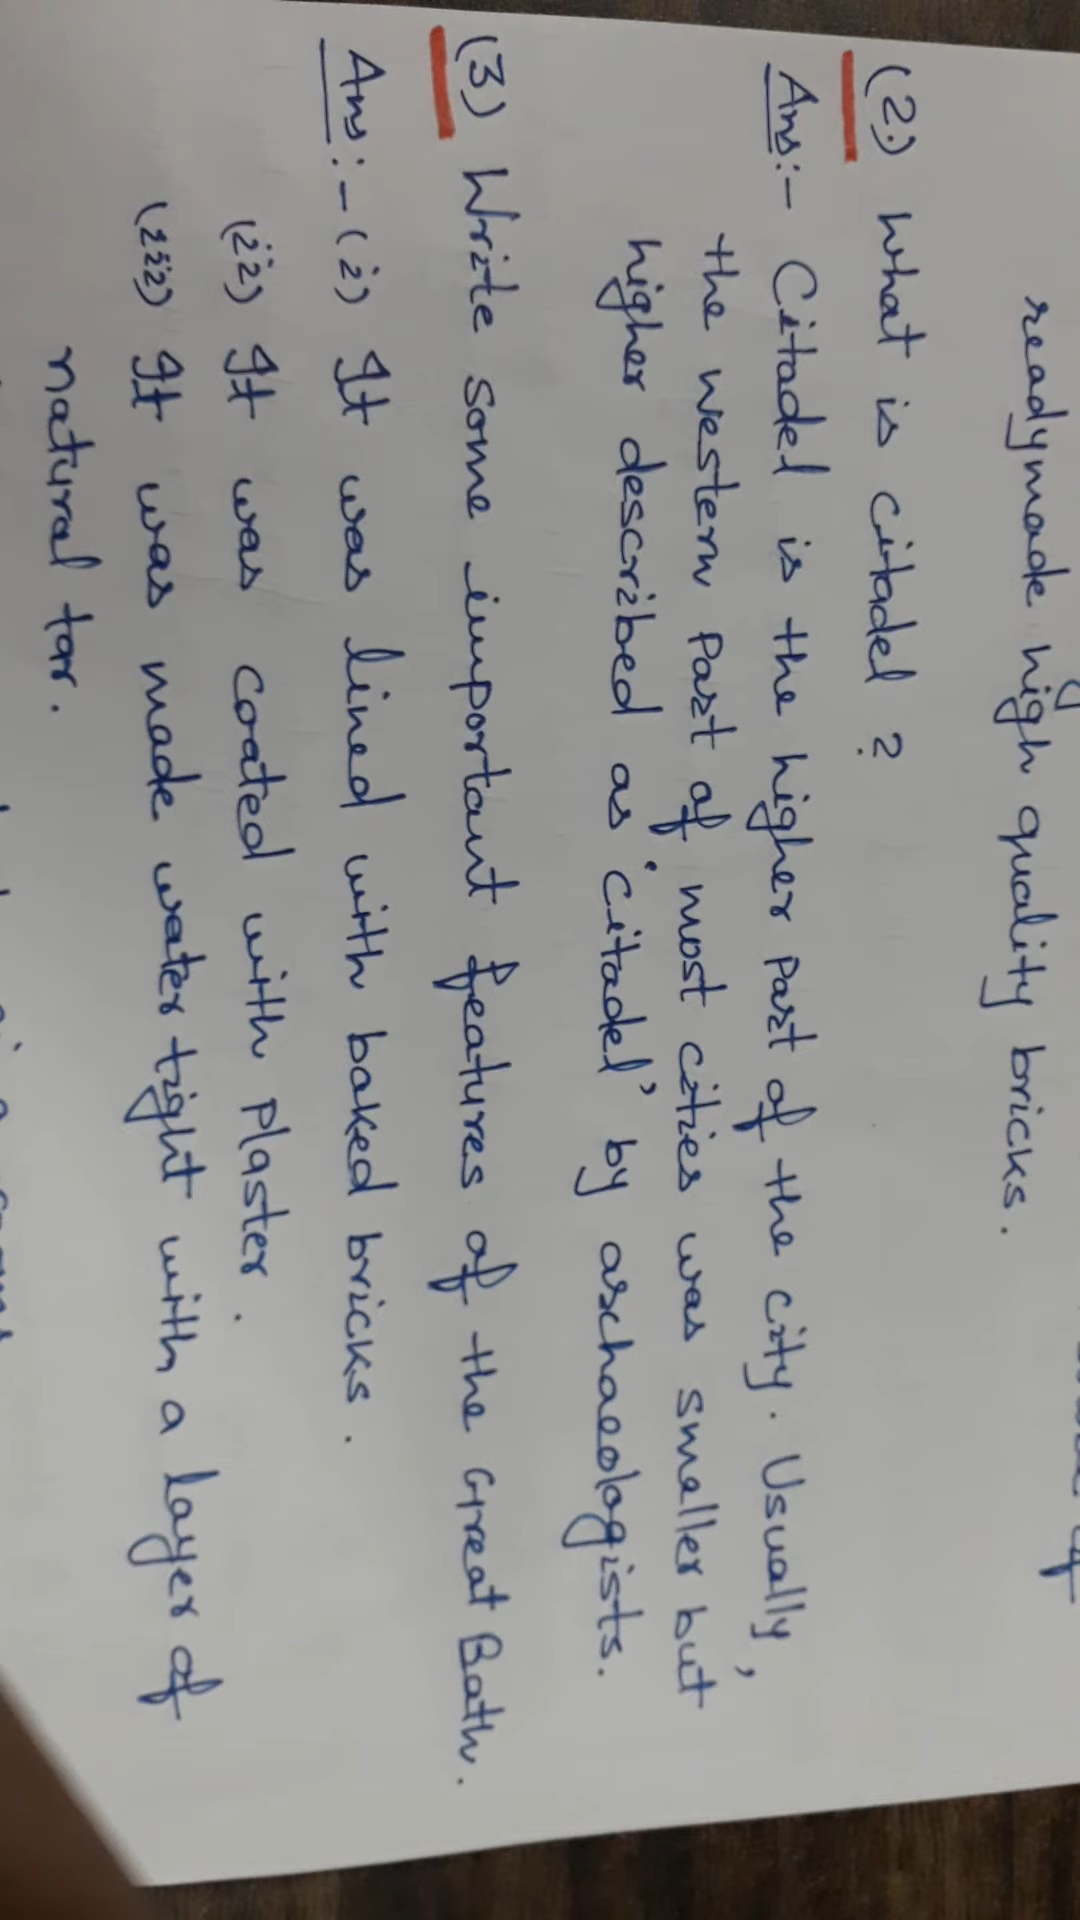 readymade high quality bricks.
(2.) What is citadel ?
Ans:- Citadel is the higher part of the city. Usually,
the western part of most cities was smaller but
higher described as 'citadel' by archaeologists.
(3) Write some important features of the Great Bath.
Ans:-(i) It was lined with baked bricks.
(ii) It was coated with plaster.
(iii) It was made water tight with a layer of
natural tar.